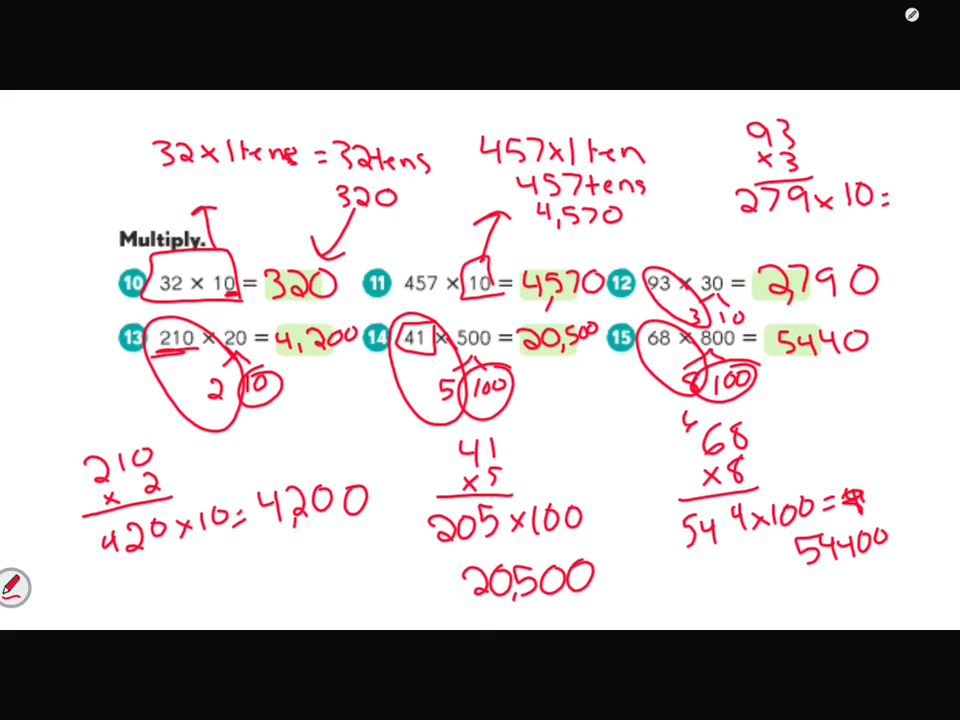 32 × 1 tens = 32 tens
320
457 × 1 ten
457 tens
4,570
93
× 3
279 × 10 =
Multiply.
10 32 × 10 = 320 11 457 × 10 = 4,570 12 93 × 30 = 2,790
3 10
13 210 × 20 = 4,200 14 41 × 500 = 20,500 15 68 × 800 = 5440
2 10 5 100 8 100
210
× 2
420 × 10 = 4,200
41
× 5
205 × 100
20,500
6
68
× 8
544 × 100 =
54400